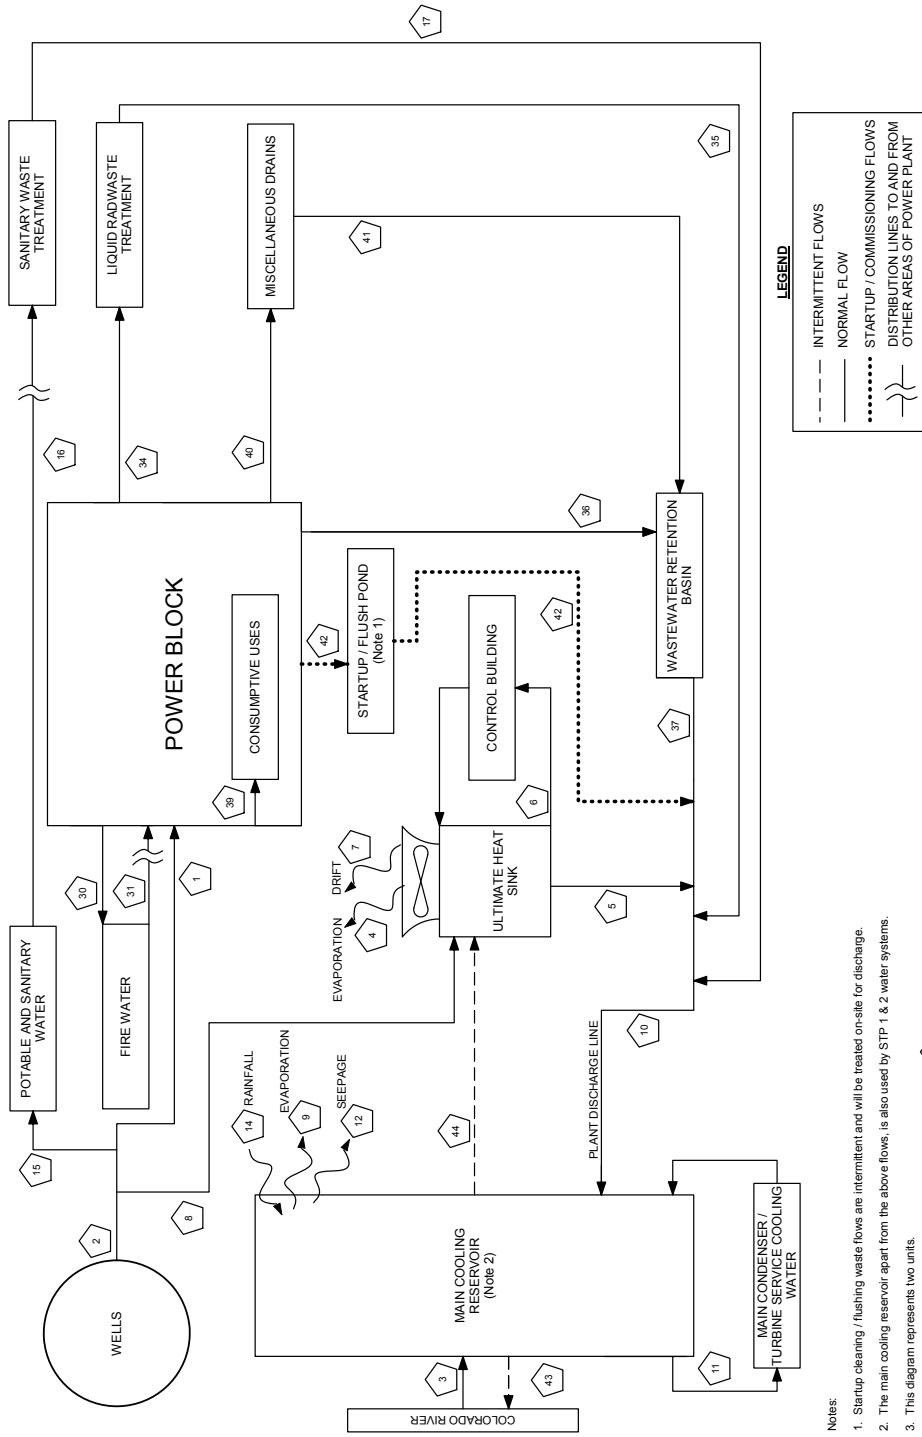 17
SANITARY WASTE
TREATMENT
LIQUID RADWASTE
TREATMENT
35
MISCELLANEOUS DRAINS
41
16
34
40
POWER BLOCK
CONSUMPTIVE USES
39
36
42
STARTUP / FLUSH POND
(Note 1)
42
WASTEWATER RETENTION
BASIN
37
CONTROL BUILDING
6
ULTIMATE HEAT
SINK
5
DRIFT
7
EVAPORATION
4
30
31
1
POTABLE AND SANITARY
WATER
FIRE WATER
15
2
8
WELLS
RAINFALL
14
EVAPORATION
9
SEEPAGE
12
44
PLANT DISCHARGE LINE
10
MAIN COOLING
RESERVOIR
(Note 2)
MAIN CONDENSER /
TURBINE SERVICE COOLING
WATER
11
3
43
COLORADO RIVER
LEGEND
INTERMITTENT FLOWS
NORMAL FLOW
STARTUP / COMMISSIONING FLOWS
DISTRIBUTION LINES TO AND FROM
OTHER AREAS OF POWER PLANT
Notes:
1. Startup cleaning / flushing waste flows are intermittent and will be treated on-site for discharge.
2. The main cooling reservoir apart from the above flows, is also used by STP 1 & 2 water systems.
3. This diagram represents two units.